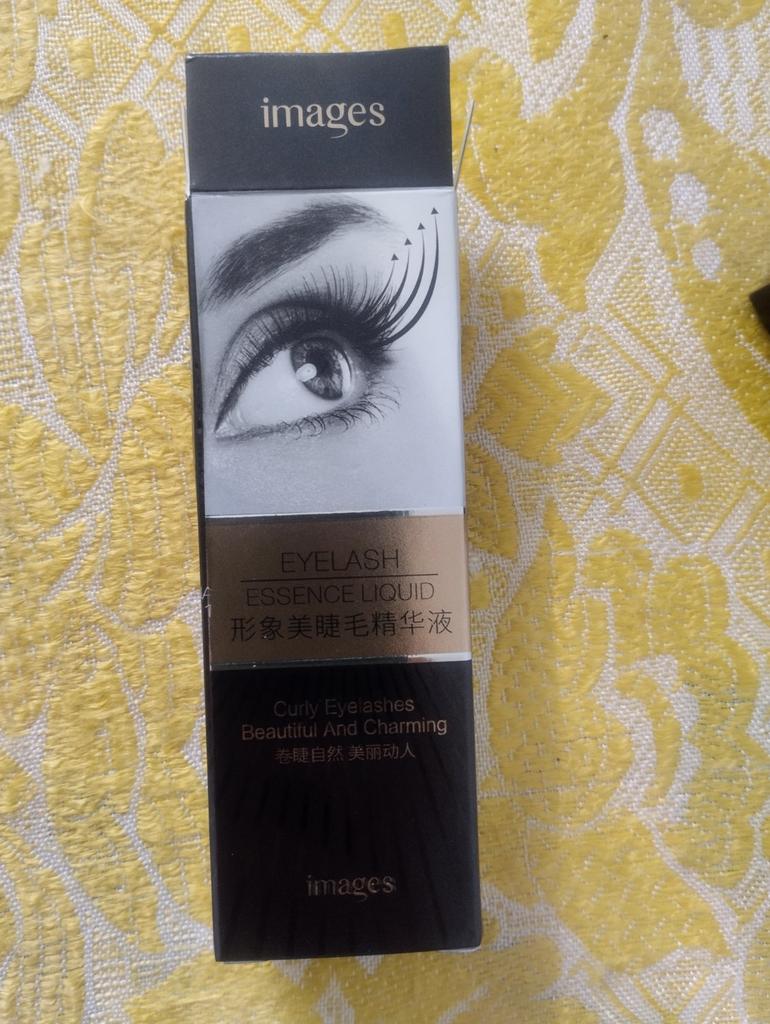 images
EYELASH
ESSENCE LIQUID
形象美睫毛精华液
Curly Eyelashes
Beautiful And Charming
卷睫自然 美丽动人
images